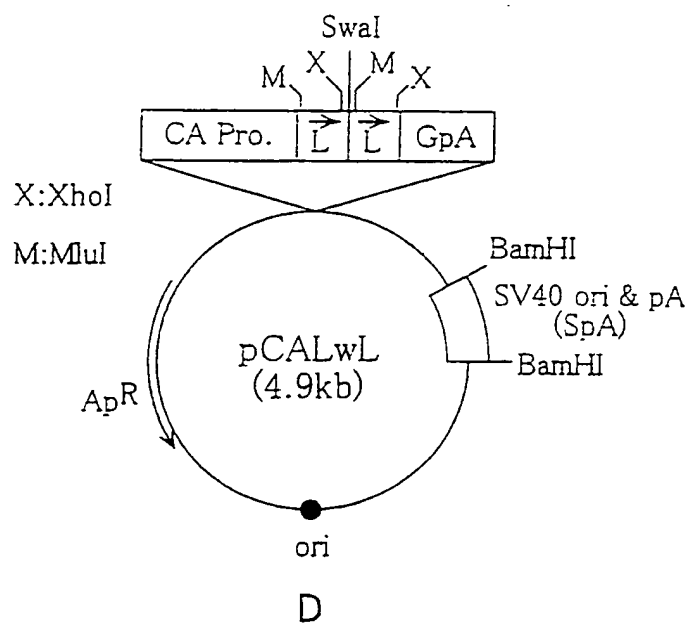 SwaI
M X M X
CA Pro. L L GpA
X:XhoI
M:MluI
BamHI
SV40 ori & pA
(SpA)
BamHI
pCALwL
(4.9kb)
ApR
ori
D